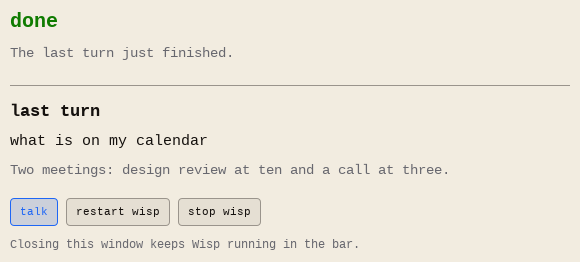 done
The last turn just finished.
last turn
what is on my calendar
Two meetings: design review at ten and a call at three.
talk restart wisp stop wisp
Closing this window keeps Wisp running in the bar.